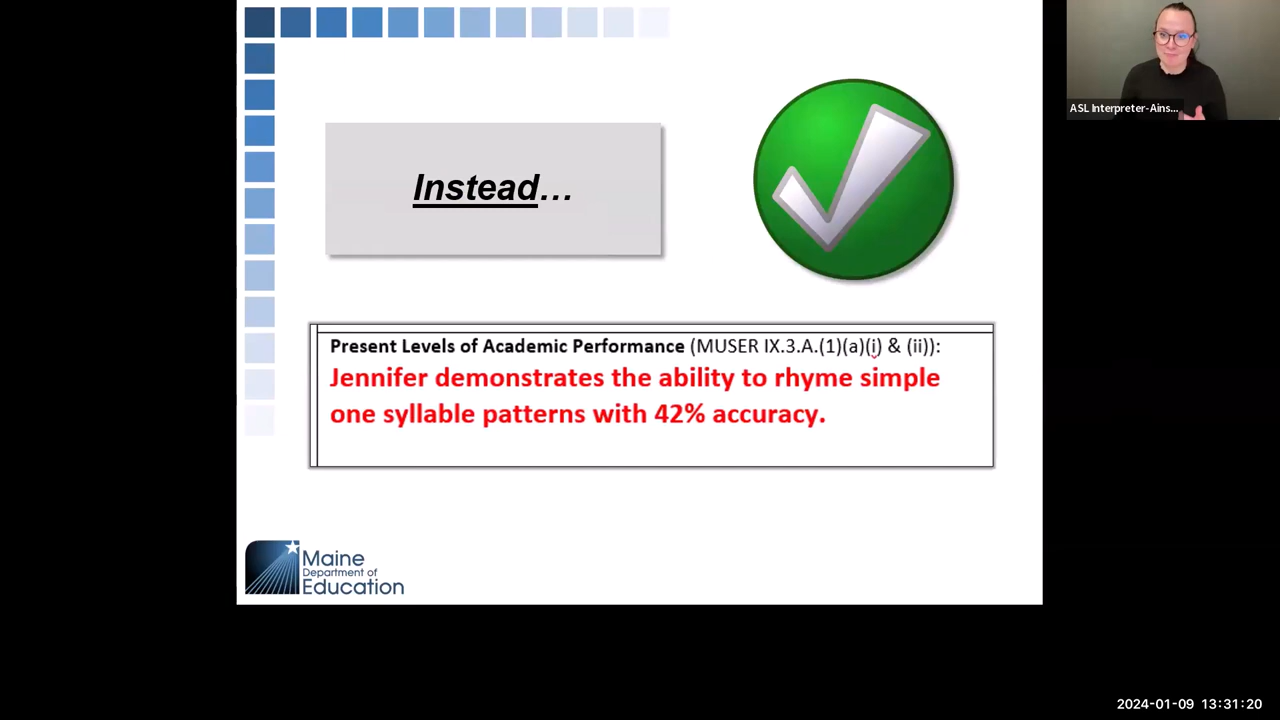 Instead...
Present Levels of Academic Performance (MUSER IX.3.A.(1)(a)(i) & (ii)):
Jennifer demonstrates the ability to rhyme simple
one syllable patterns with 42% accuracy.
Maine
Department of
Education
ASL Interpreter-Ains...
2024-01-09 13:31:20